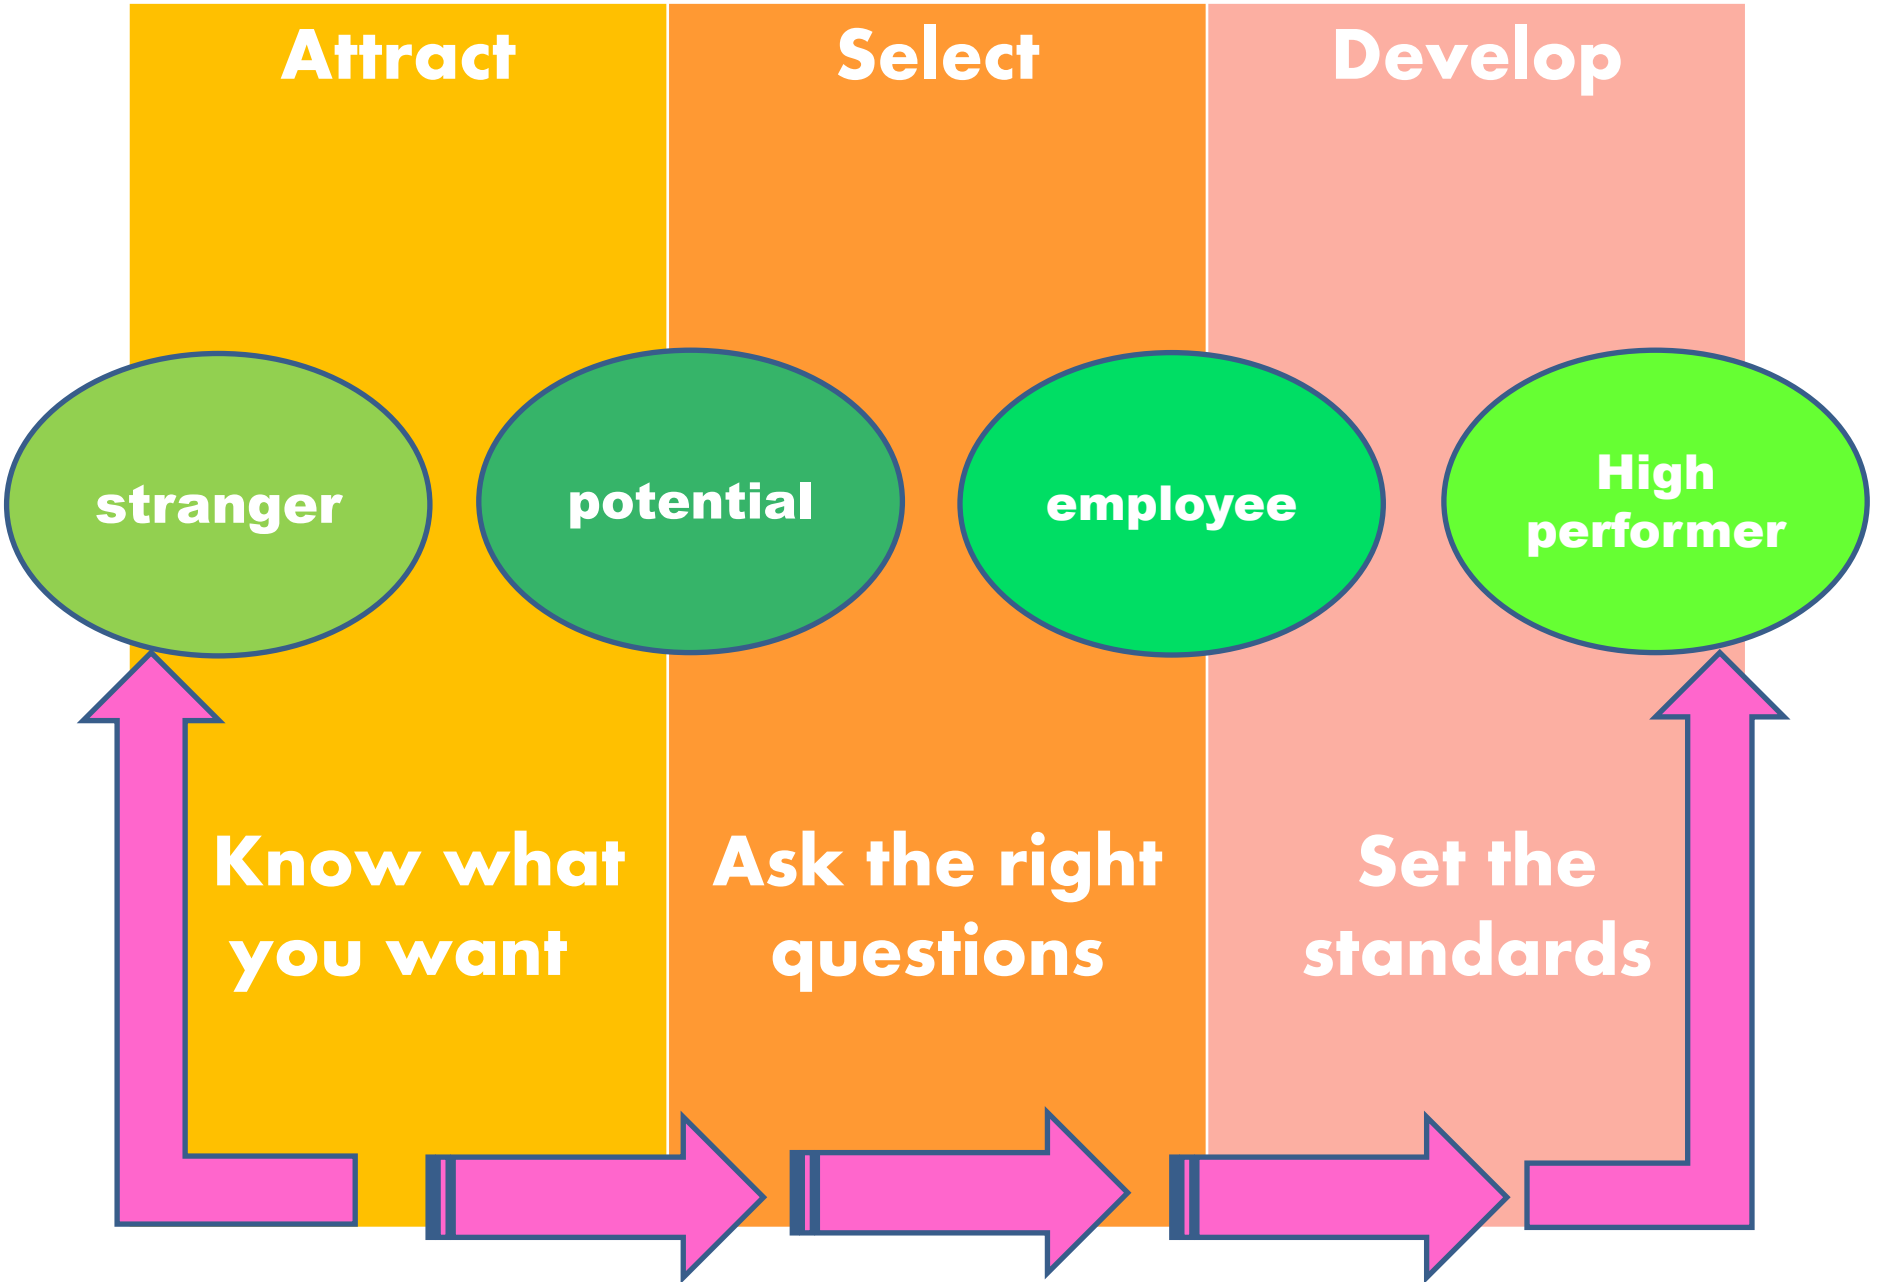 Attract
Select
Develop
stranger
potential
employee
High
performer
Know what
you want
Ask the right
questions
Set the
standards